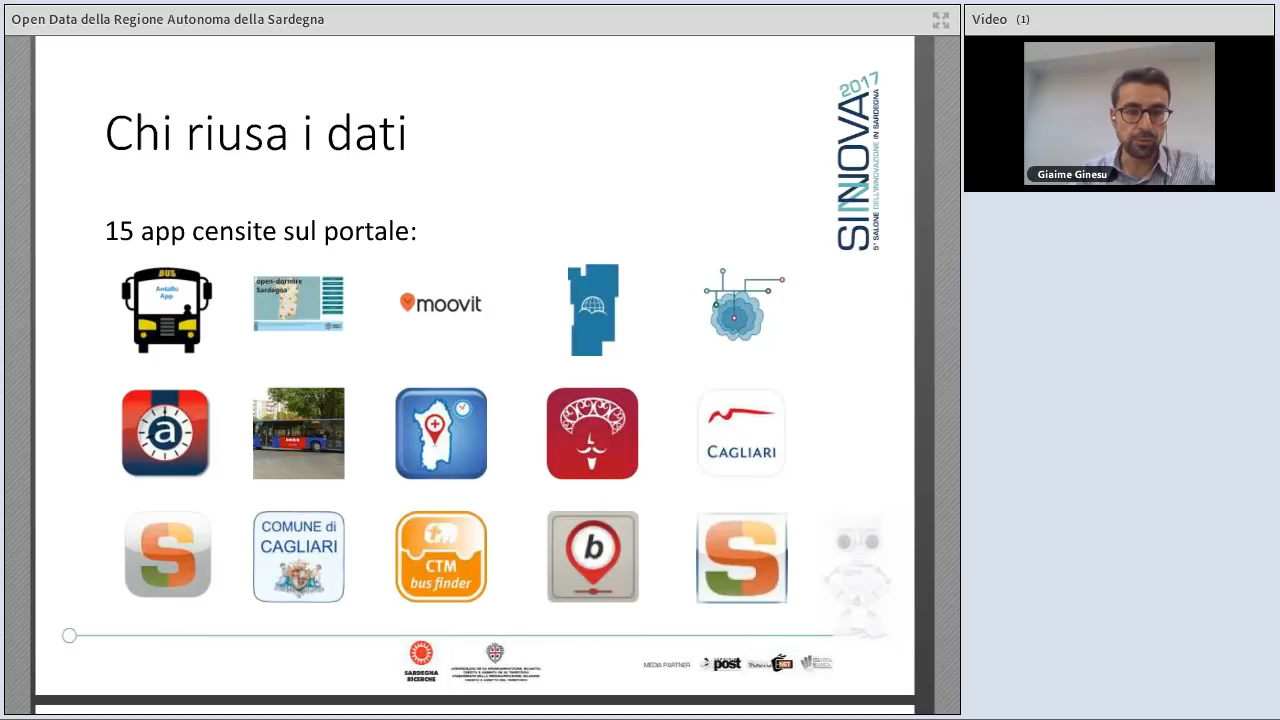 Open Data della Regione Autonoma della Sardegna
Video (1)
Giaime Ginesu
SINNOVA 2017
5° SALONE DELL'INNOVAZIONE IN SARDEGNA
Chi riusa i dati
15 app censite sul portale:
BUS
Antallu
App
open-dormire
Sardegna
moovit
a
CAGLIARI
S
COMUNE di
CAGLIARI
CTM
bus finder
b
S
SARDEGNA
RICERCHE
MEDIA PARTNER
post